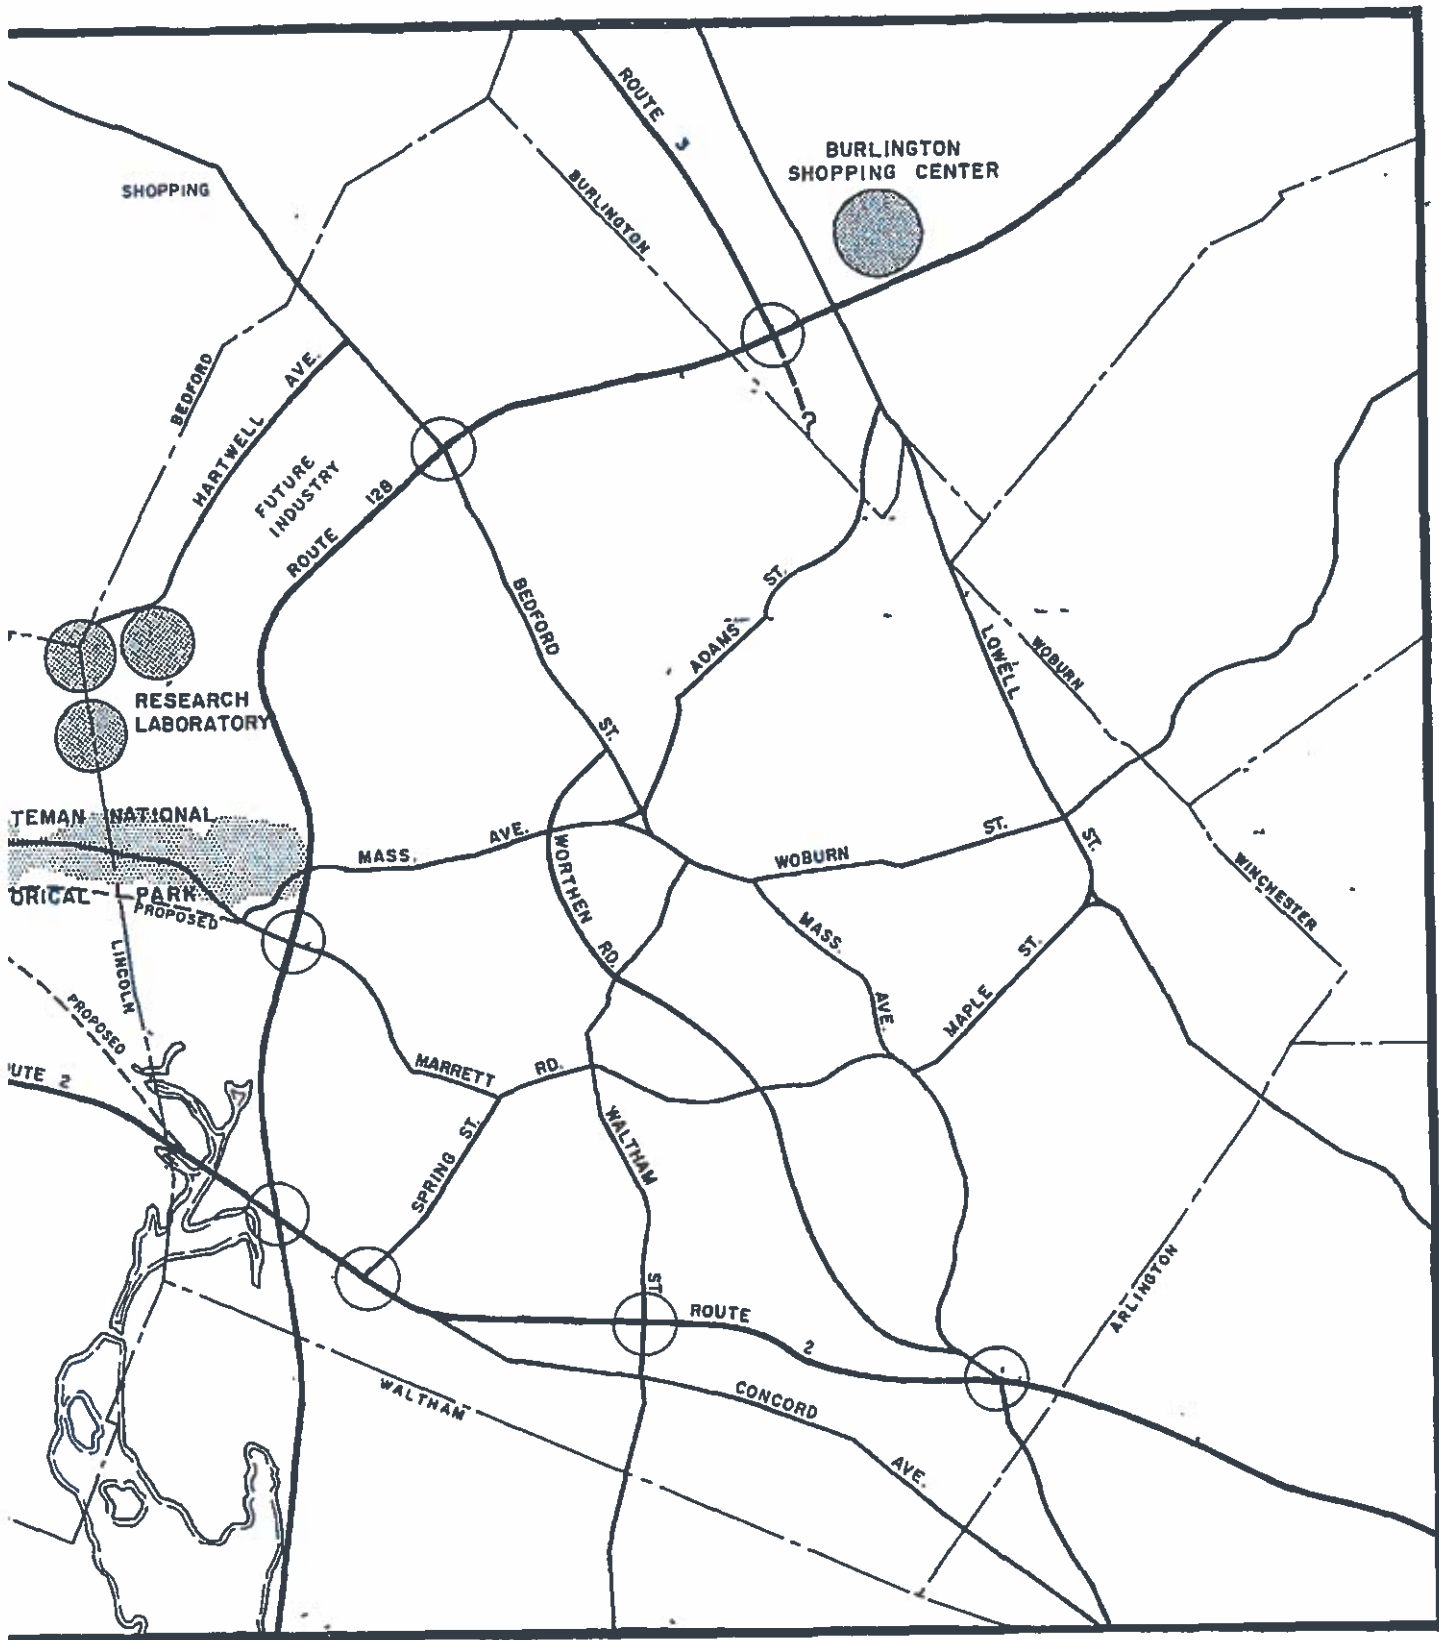 ROUTE 3
BURLINGTON
SHOPPING CENTER
SHOPPING
BURLINGTON
BEDFORD
HARTWELL AVE.
FUTURE
INDUSTRY
ROUTE 128
BEDFORD ST.
ADAMS ST.
LOWELL ST.
WOBURN
RESEARCH
LABORATORY
TEMAN NATIONAL
ORICAL PARK
PROPOSED
MASS. AVE.
WORTHEN RD.
WOBURN ST.
WINCHESTER
MASS. AVE.
MAPLE ST.
LINCOLN
PROPOSED
UTE 2
MARRETT RD.
SPRING ST.
WALTHAM ST.
ROUTE 2
ARLINGTON
WALTHAM
CONCORD AVE.